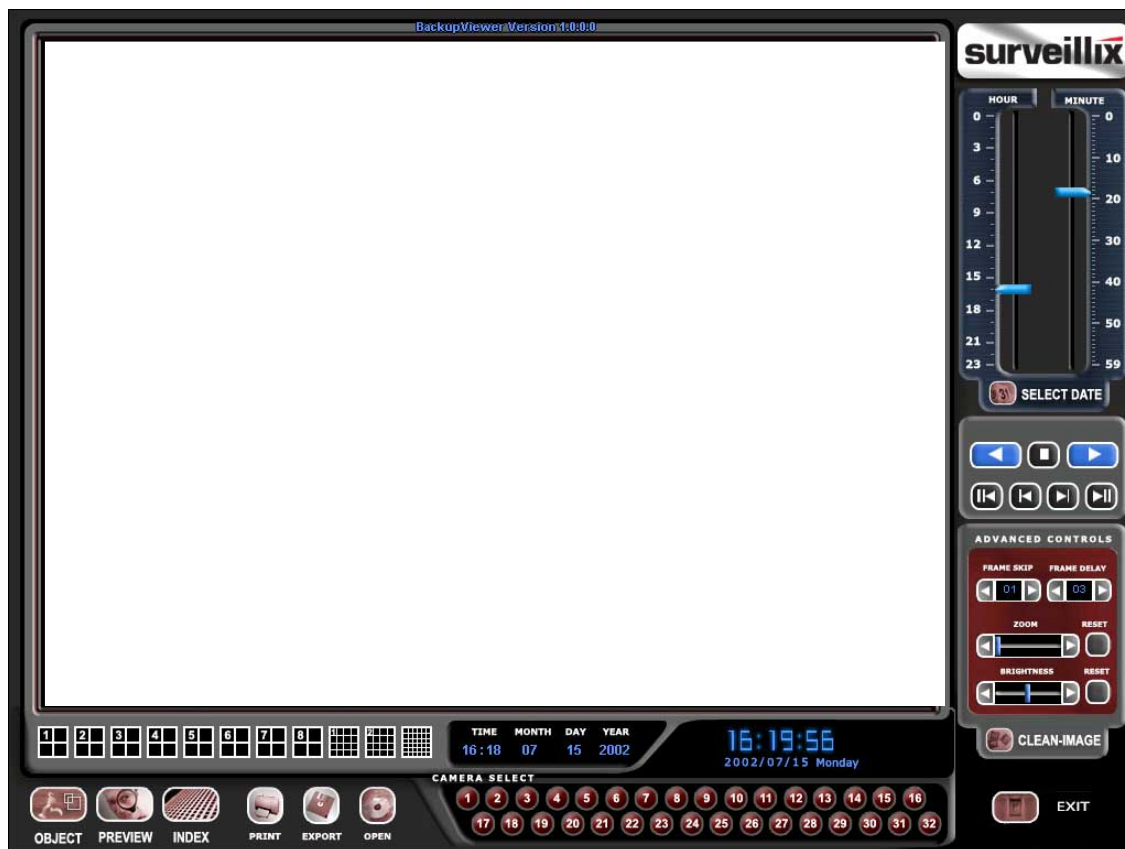 BackupViewer Version 1.0.0.0
surveillix
HOUR MINUTE
0 0
3
10
6
20
9
12 30
15
40
18
50
21
23 59
31 SELECT DATE
ADVANCED CONTROLS
FRAME SKIP FRAME DELAY
01 03
ZOOM RESET
BRIGHTNESS RESET
CLEAN-IMAGE
1 2 3 4 5 6 7 8 1 2
TIME MONTH DAY YEAR
16:18 07 15 2002
16:19:56
2002/07/15 Monday
CAMERA SELECT
1 2 3 4 5 6 7 8 9 10 11 12 13 14 15 16
17 18 19 20 21 22 23 24 25 26 27 28 29 30 31 32
OBJECT PREVIEW INDEX PRINT EXPORT OPEN
EXIT